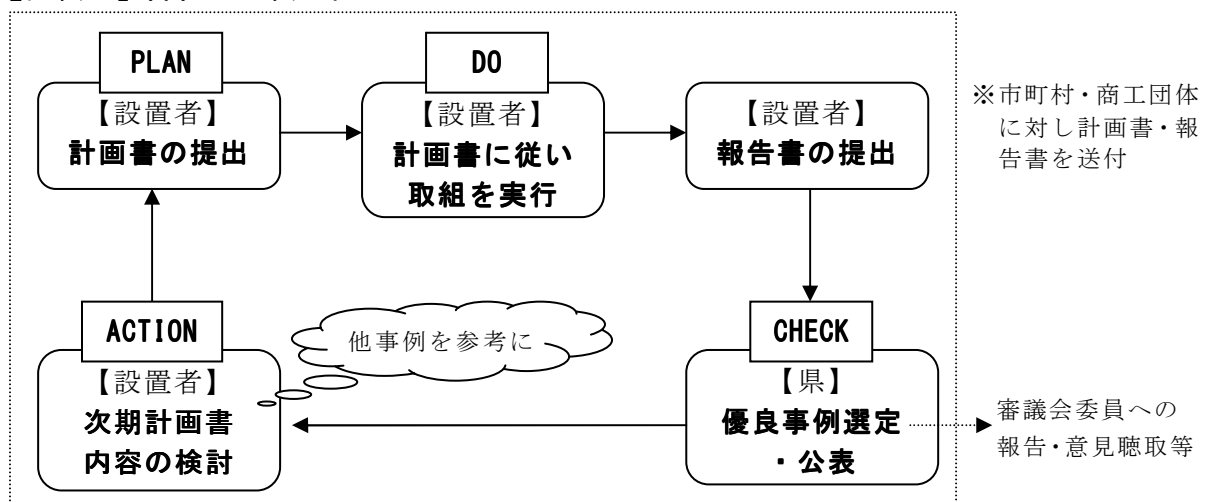 PLAN
【設置者】
計画書の提出
DO
【設置者】
計画書に従い
取組を実行
【設置者】
報告書の提出
※市町村・商工団体
に対し計画書・報
告書を送付
ACTION
【設置者】
次期計画書
内容の検討
他事例を参考に
CHECK
【県】
優良事例選定
・公表
審議会委員への
報告・意見聴取等